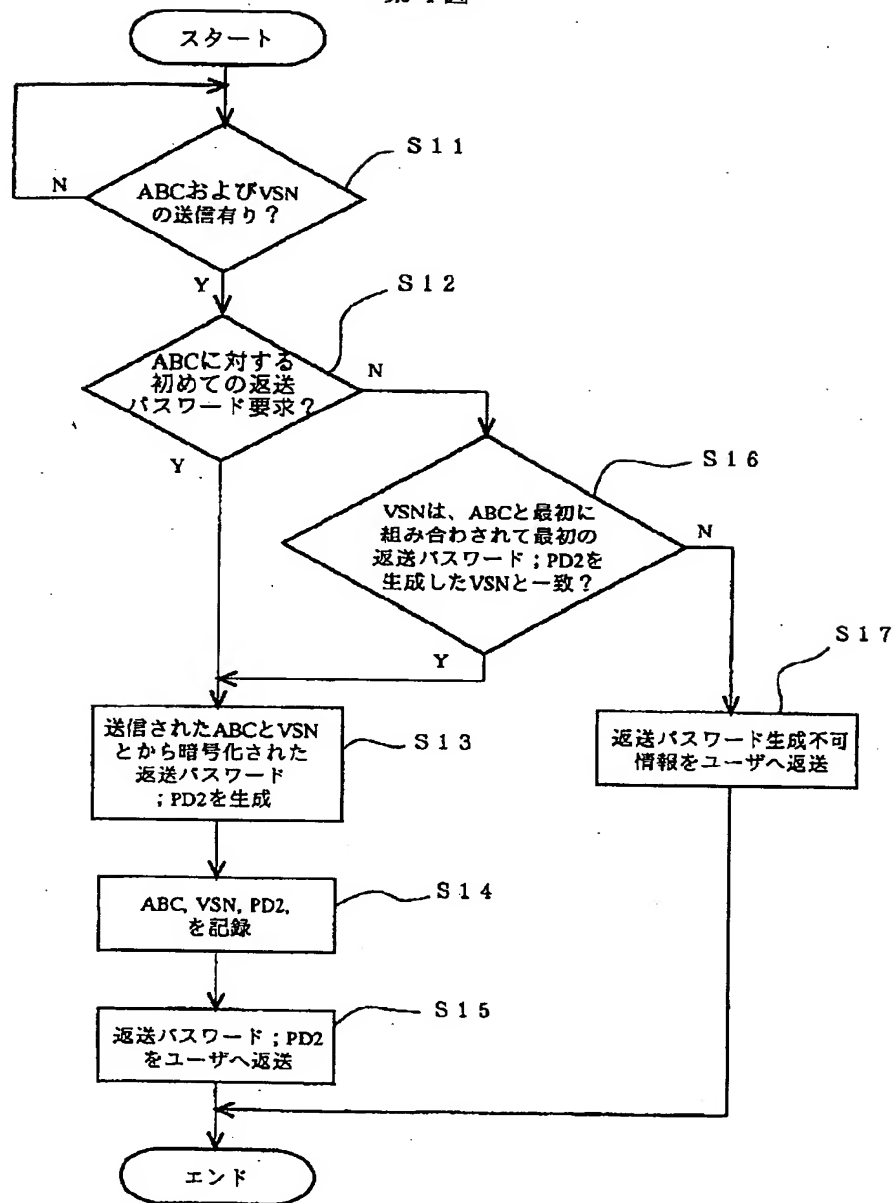 スタート
S11
N
ABCおよびVSN
の送信有り？
Y
S12
ABCに対する
初めての返送
パスワード要求？
N
Y
S16
VSNは、ABCと最初に
組み合わされて最初の
返送パスワード；PD2を
生成したVSNと一致？
N
Y
S17
送信されたABCとVSN
とから暗号化された
返送パスワード
；PD2を生成
S13
返送パスワード生成不可
情報をユーザへ返送
ABC, VSN, PD2,
を記録
S14
返送パスワード；PD2
をユーザへ返送
S15
エンド